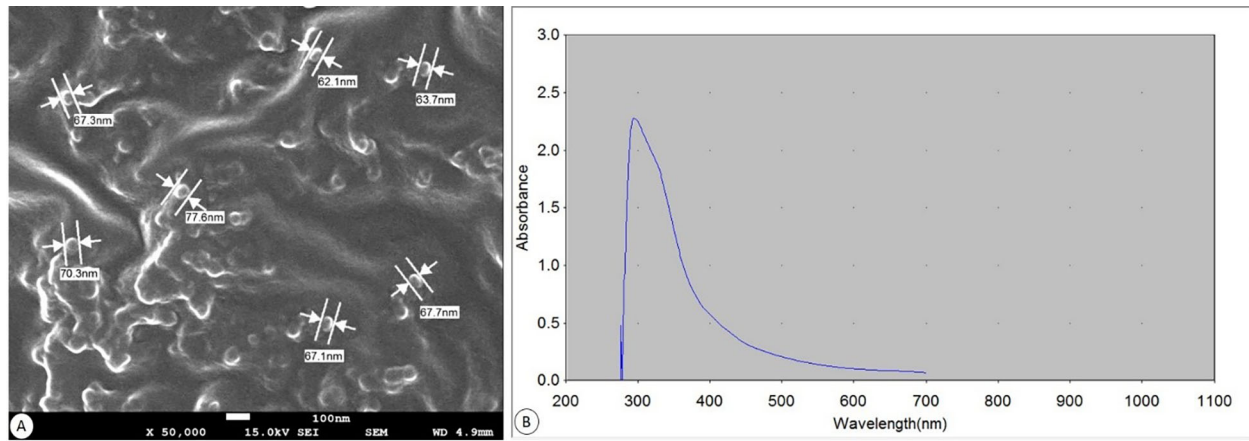 62.1nm
63.7nm
67.3nm
77.6nm
70.3nm
67.7nm
67.1nm
100nm
A X 50,000 15.0kV SEI SEM WD 4.9mm
3.0
2.5
2.0
1.5
1.0
0.5
0.0
Absorbance
200 300 400 500 600 700 800 900 1000 1100
Wavelength(nm)
B